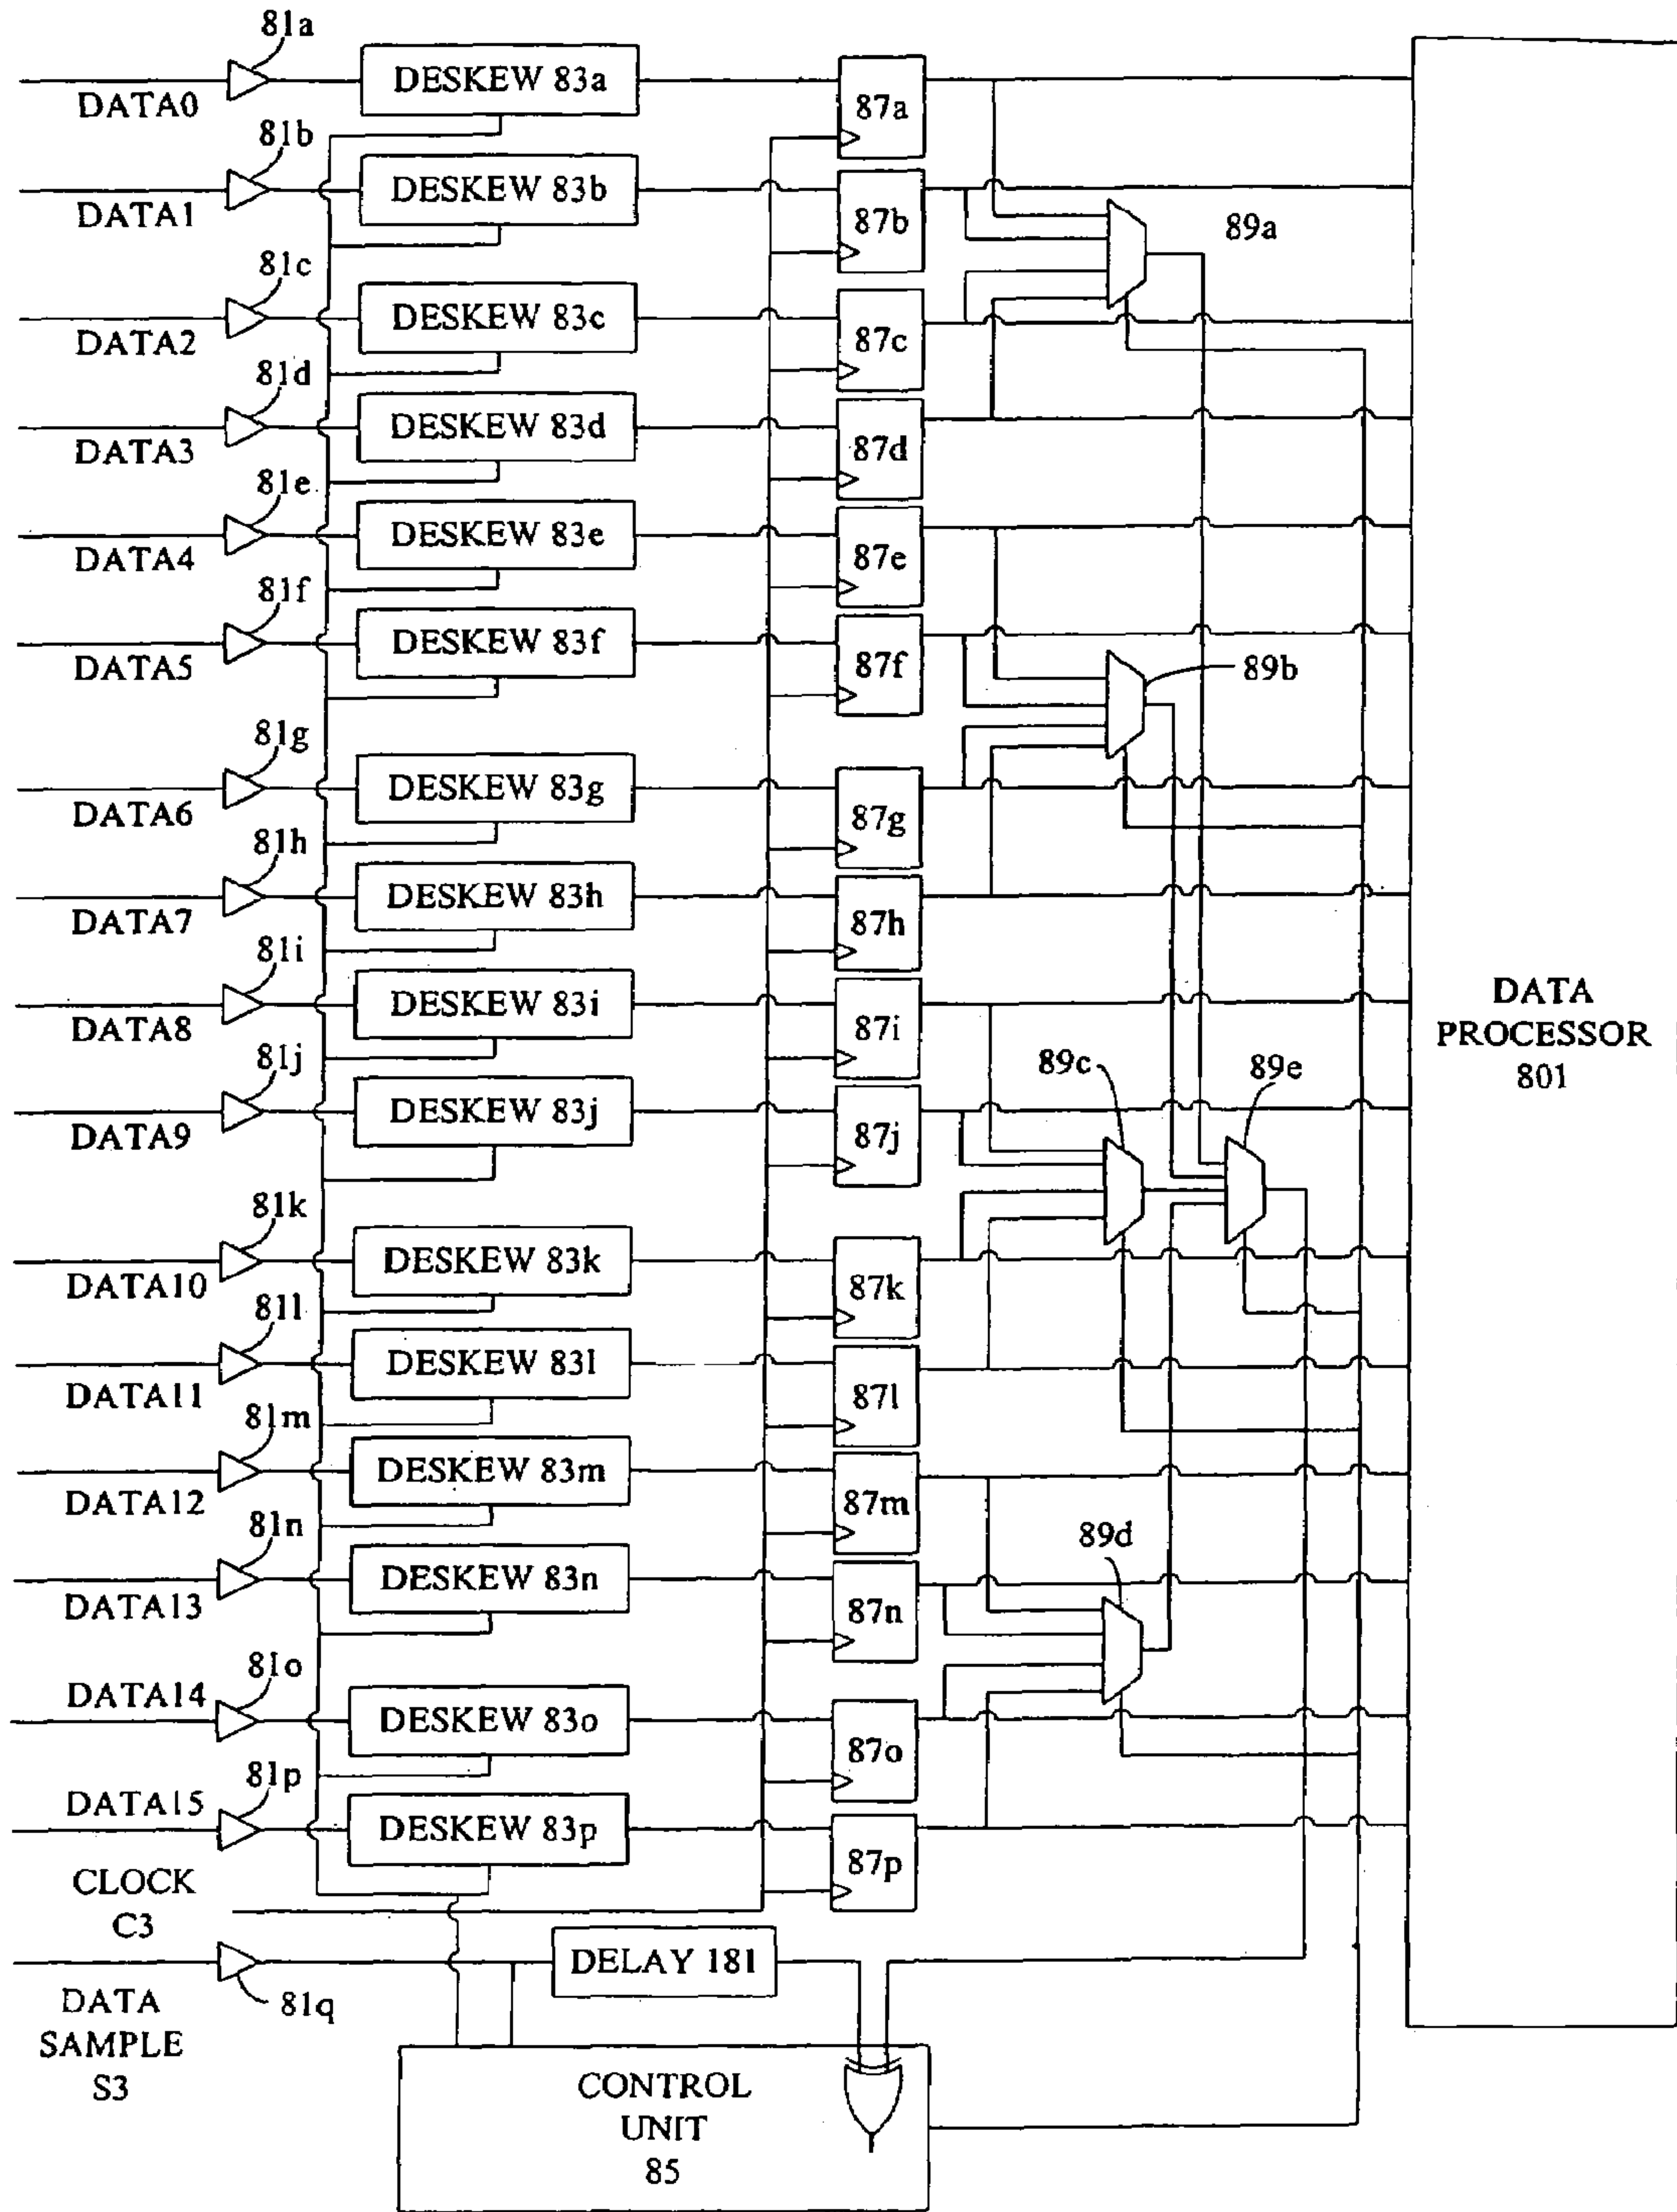 81a
DATA0
DESKEW 83a
87a
81b
DATA1
DESKEW 83b
87b
89a
81c
DATA2
DESKEW 83c
87c
81d
DATA3
DESKEW 83d
87d
81e
DATA4
DESKEW 83e
87e
81f
DATA5
DESKEW 83f
87f
89b
81g
DATA6
DESKEW 83g
87g
81h
DATA7
DESKEW 83h
87h
81i
DATA8
DESKEW 83i
87i
DATA
PROCESSOR
801
81j
DATA9
DESKEW 83j
87j
89c
89e
81k
DATA10
DESKEW 83k
87k
81l
DATA11
DESKEW 83l
87l
81m
DATA12
DESKEW 83m
87m
81n
DATA13
DESKEW 83n
87n
89d
81o
DATA14
DESKEW 83o
87o
81p
DATA15
DESKEW 83p
87p
CLOCK
C3
DELAY 181
81q
DATA
SAMPLE
S3
CONTROL
UNIT
85